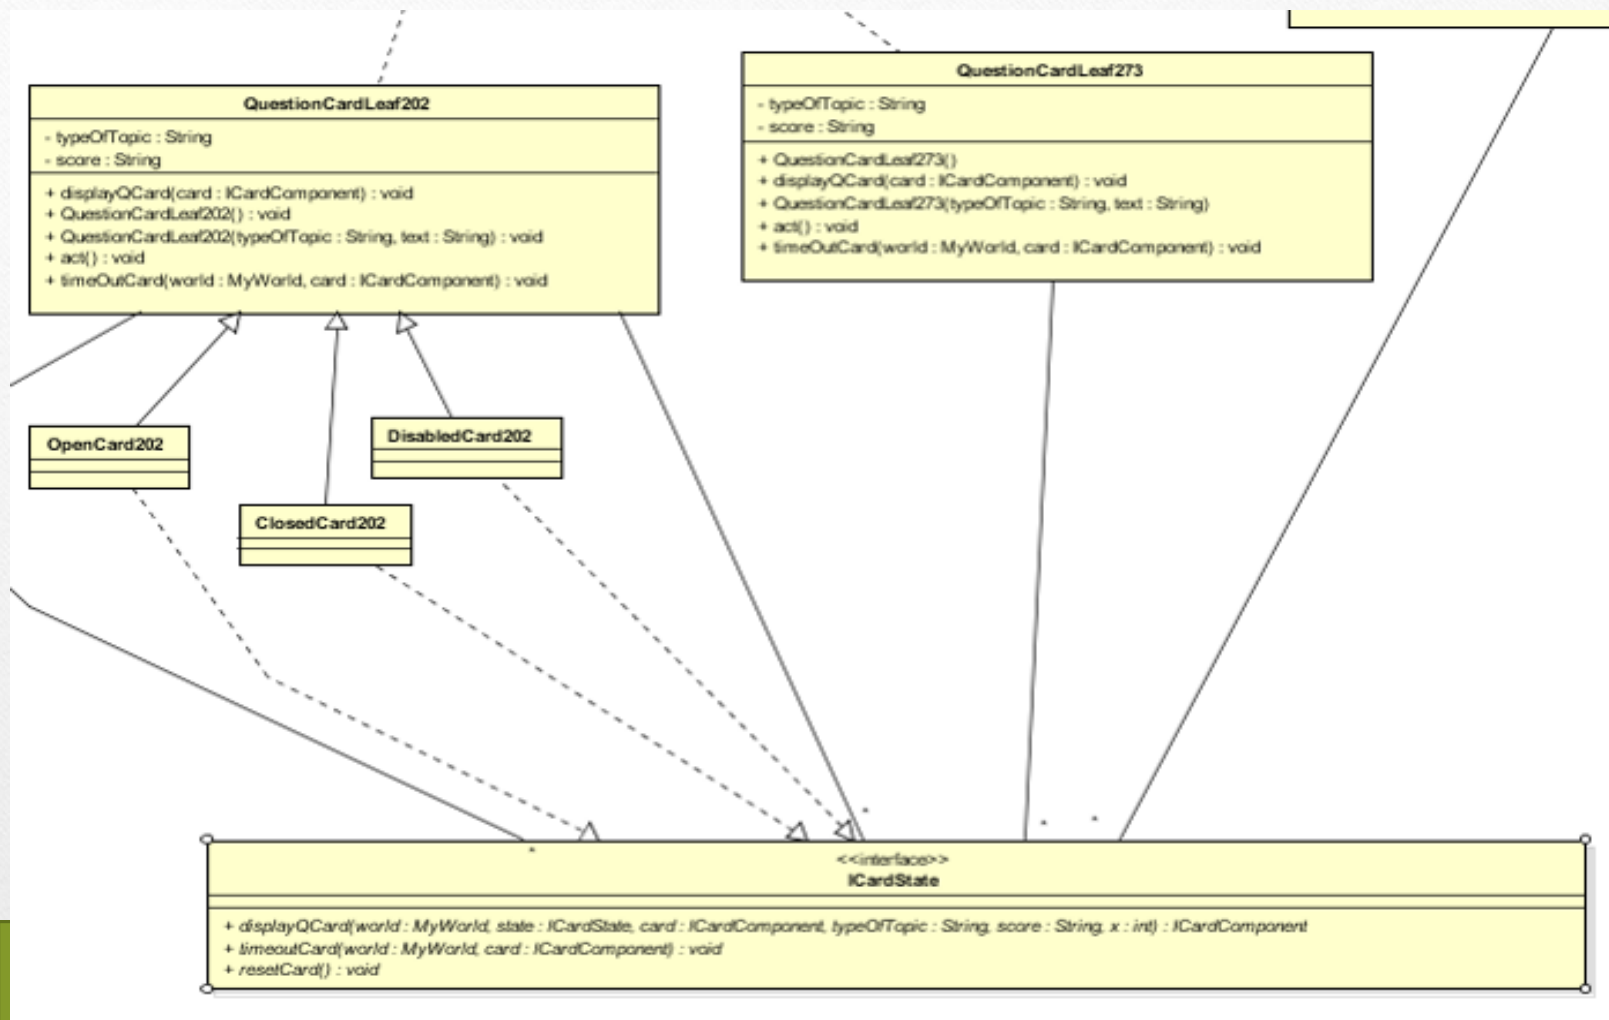 QuestionCardLeaf202
- typeOfTopic : String
- score : String
+ displayQCard(card : ICardComponent) : void
+ QuestionCardLeaf202() : void
+ QuestionCardLeaf202(typeOfTopic : String, text : String) : void
+ act() : void
+ timeOutCard(world : MyWorld, card : ICardComponent) : void
QuestionCardLeaf273
- typeOfTopic : String
- score : String
+ QuestionCardLeaf273()
+ displayQCard(card : ICardComponent) : void
+ QuestionCardLeaf273(typeOfTopic : String, text : String)
+ act() : void
+ timeOutCard(world : MyWorld, card : ICardComponent) : void
OpenCard202
DisabledCard202
ClosedCard202
*
*
*
*
<<interface>>
ICardState
+ displayQCard(world : MyWorld, state : ICardState, card : ICardComponent, typeOfTopic : String, score : String, x : int) : ICardComponent
+ timeoutCard(world : MyWorld, card : ICardComponent) : void
+ resetCard() : void